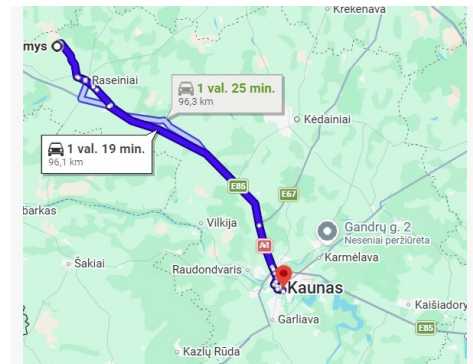 Krekenava
mys
Raseiniai
1 val. 25 min.
96,3 km
Kėdainiai
1 val. 19 min.
96,1 km
E85
E67
barkas
Vilkija
Gandrų g. 2
Neseniai peržiūrėta
A1
Karmėlava
Šakiai
Raudondvaris
Kaunas
Kaišiadory
Garliava
E85
Kazlų Rūda